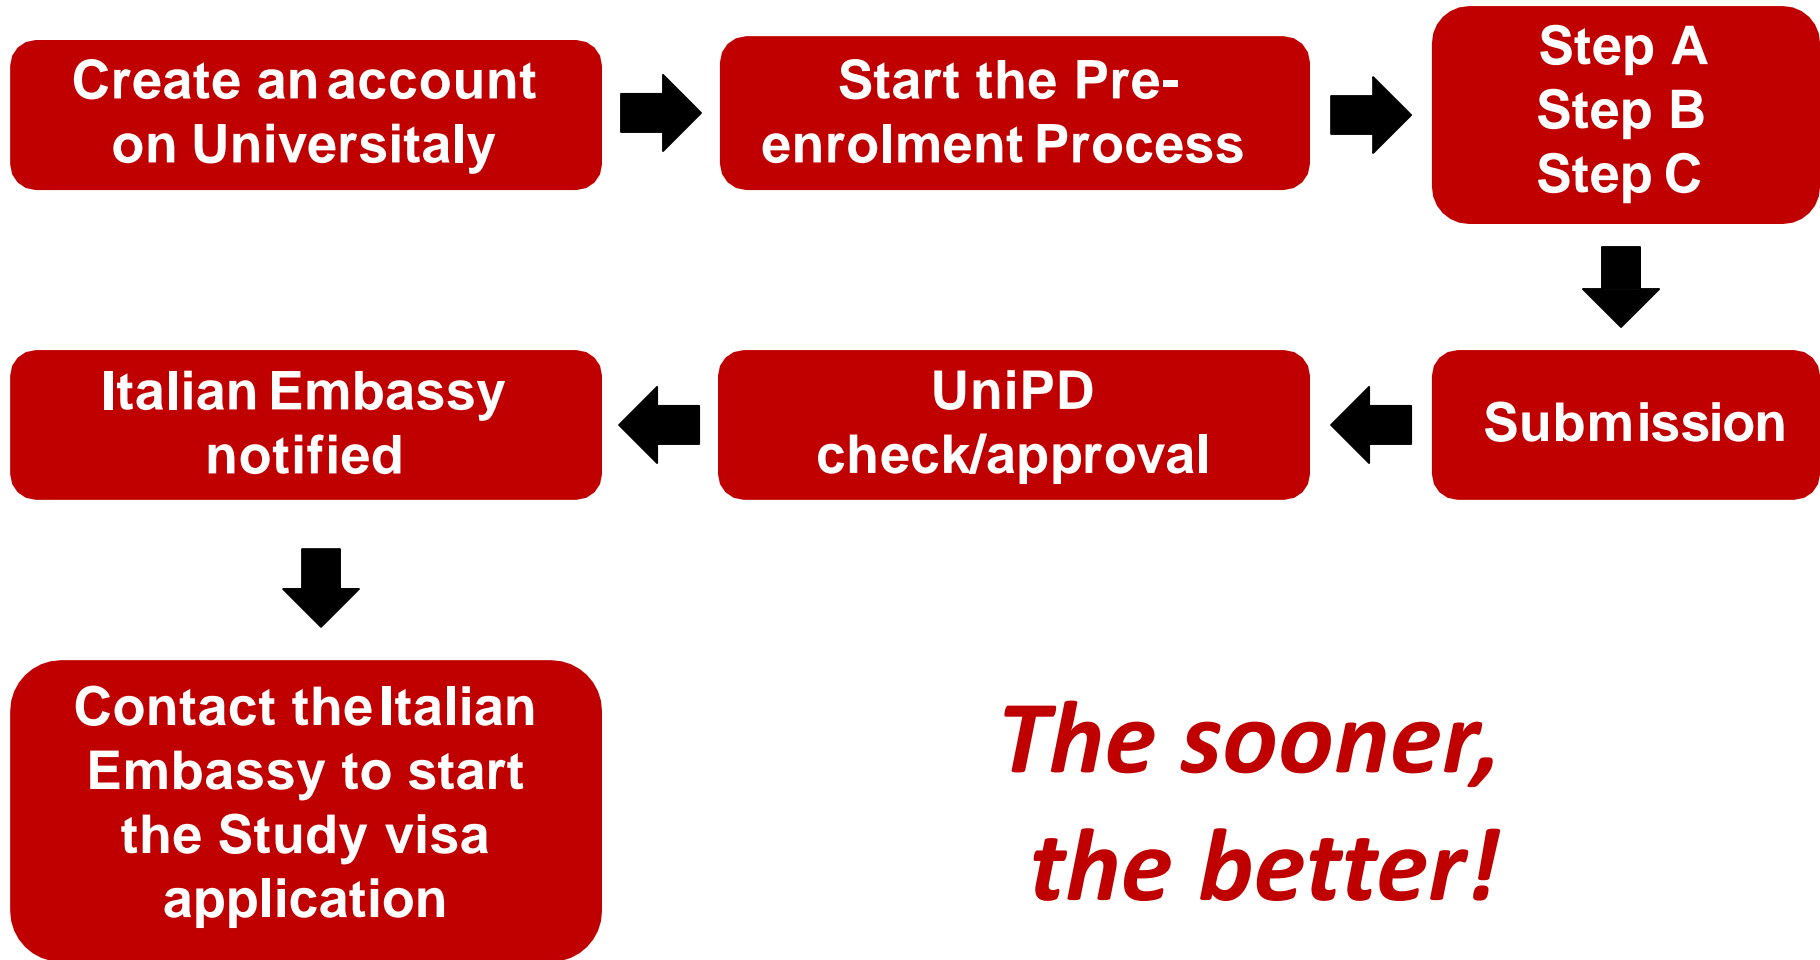 Create an account
on Universitaly
Start the Pre-
enrolment Process
Step A
Step B
Step C
Submission
UniPD
check/approval
Italian Embassy
notified
Contact the Italian
Embassy to start
the Study visa
application
The sooner,
the better!